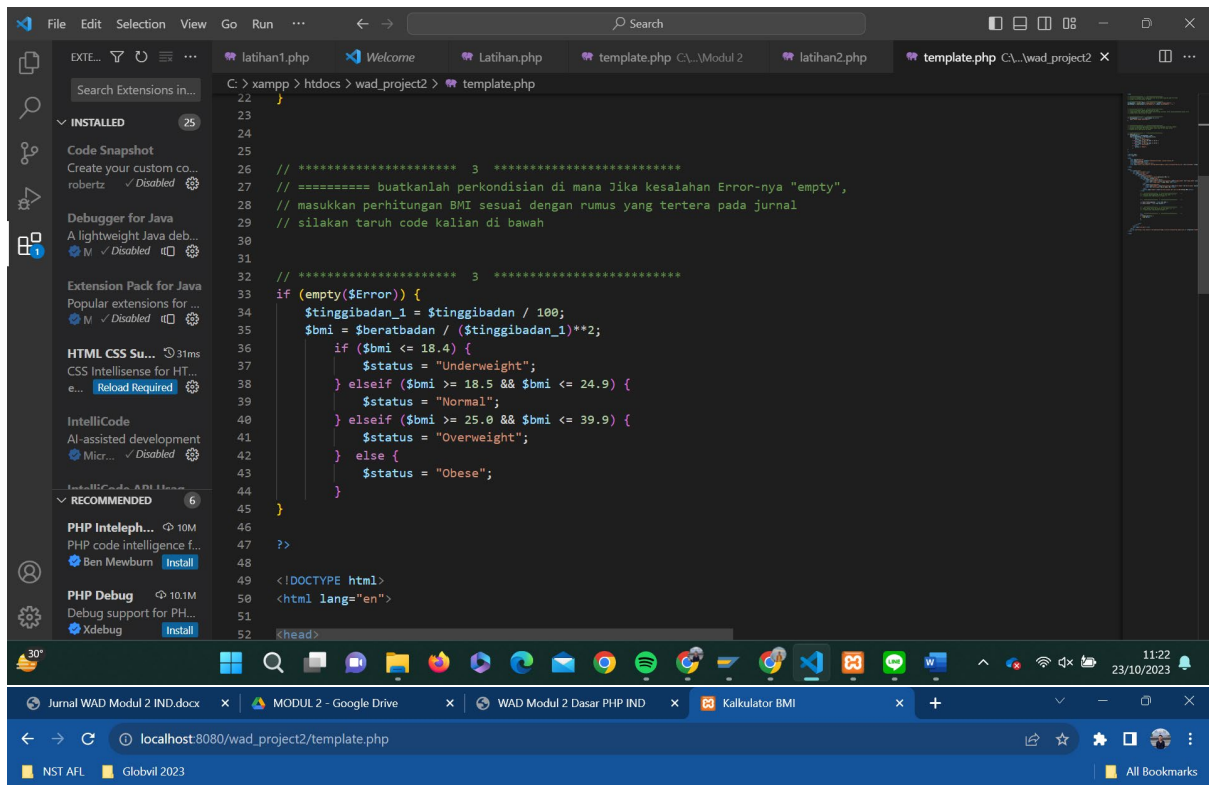 File Edit Selection View Go Run ··· Search
EXTE... ···
latihan1.php Welcome Latihan.php template.php C:\...\Modul 2 latihan2.php template.php C:\...\wad_project2
C: > xampp > htdocs > wad_project2 > template.php
Search Extensions in...
INSTALLED 25
Code Snapshot
Create your custom co...
robertz ✓ Disabled
Debugger for Java
A lightweight Java deb...
M ✓ Disabled
1
Extension Pack for Java
Popular extensions for ...
M ✓ Disabled
HTML CSS Su... 31ms
CSS Intellisense for HT...
e... Reload Required
IntelliCode
AI-assisted development
Micr... ✓ Disabled
IntelliCode API Usag...
RECOMMENDED 6
PHP Inteleph... 10M
PHP code intelligence f...
Ben Mewburn Install
PHP Debug 10.1M
Debug support for PH...
Xdebug Install
22 }
23
24
25
26 // ********************** 3 **************************
27 // ========== buatkanlah perkondisian di mana Jika kesalahan Error-nya "empty",
28 // masukkan perhitungan BMI sesuai dengan rumus yang tertera pada jurnal
29 // silakan taruh code kalian di bawah
30
31
32 // ********************** 3 **************************
33 if (empty($Error)) {
34 $tinggibadan_1 = $tinggibadan / 100;
35 $bmi = $beratbadan / ($tinggibadan_1)**2;
36 if ($bmi <= 18.4) {
37 $status = "Underweight";
38 } elseif ($bmi >= 18.5 && $bmi <= 24.9) {
39 $status = "Normal";
40 } elseif ($bmi >= 25.0 && $bmi <= 39.9) {
41 $status = "Overweight";
42 } else {
43 $status = "Obese";
44 }
45 }
46
47 ?>
48
49 <!DOCTYPE html>
50 <html lang="en">
51
52 <head>
30° 11:22
23/10/2023
Jurnal WAD Modul 2 IND.docx MODUL 2 - Google Drive WAD Modul 2 Dasar PHP IND Kalkulator BMI
localhost:8080/wad_project2/template.php
NST AFL Globvil 2023 All Bookmarks